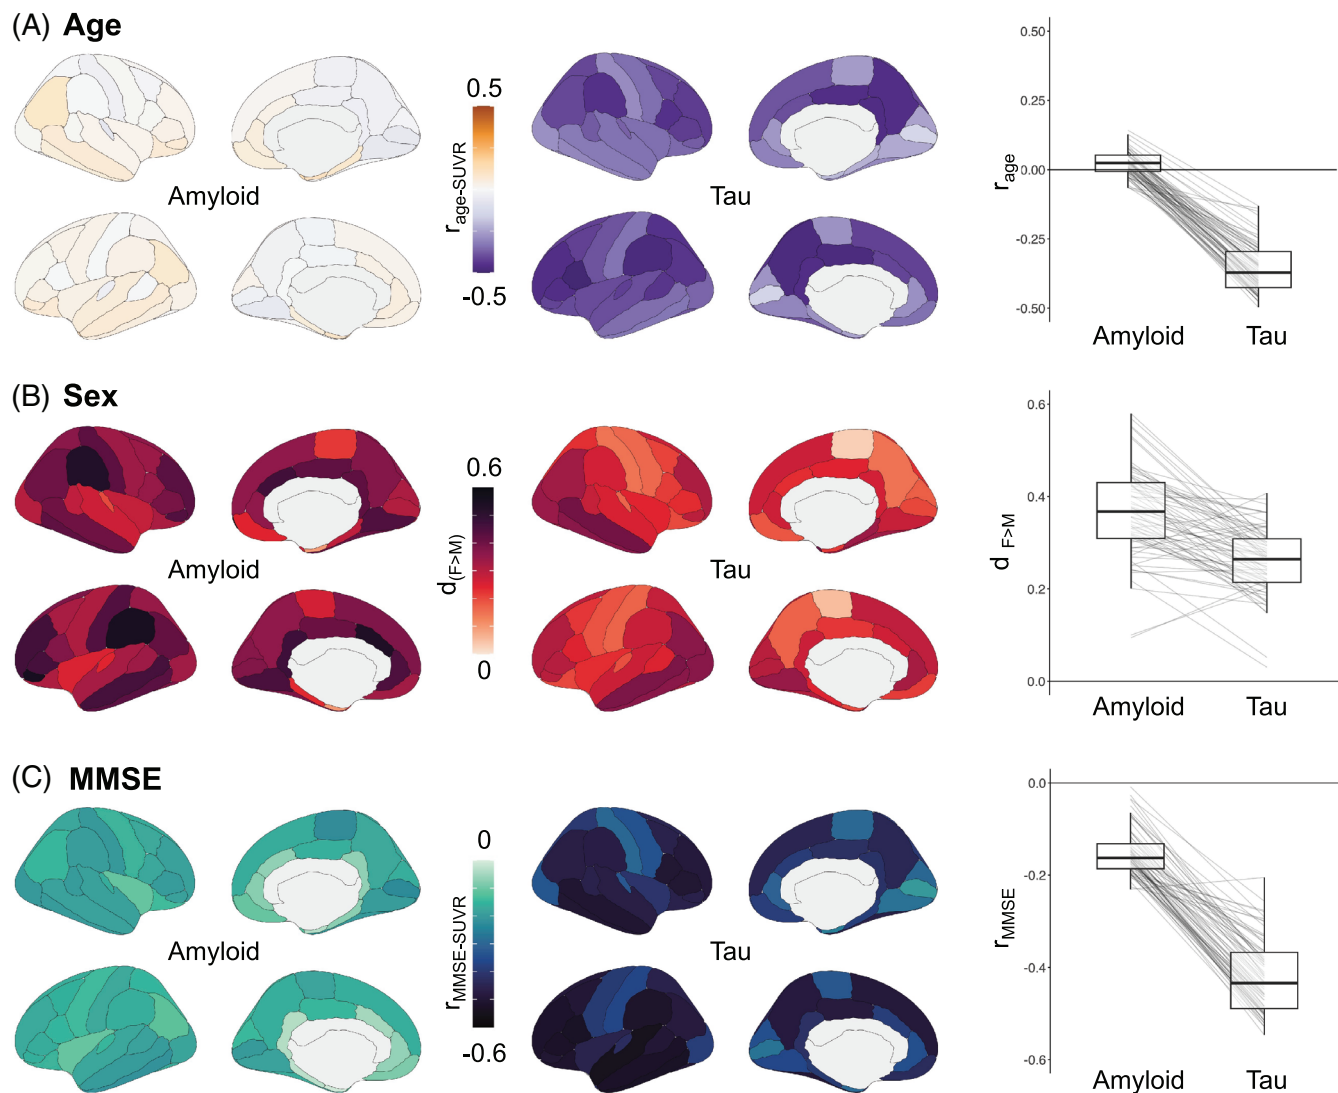 (A) Age
0.5
r_age-SUVR
-0.5
Amyloid
Tau
0.50
0.25
0.00
-0.25
-0.50
r_age
Amyloid
Tau
(B) Sex
0.6
d_(F>M)
0
Amyloid
Tau
0.6
0.4
0.2
0.0
d_F>M
Amyloid
Tau
(C) MMSE
0
r_MMSE-SUVR
-0.6
Amyloid
Tau
0.0
-0.2
-0.4
-0.6
r_MMSE
Amyloid
Tau